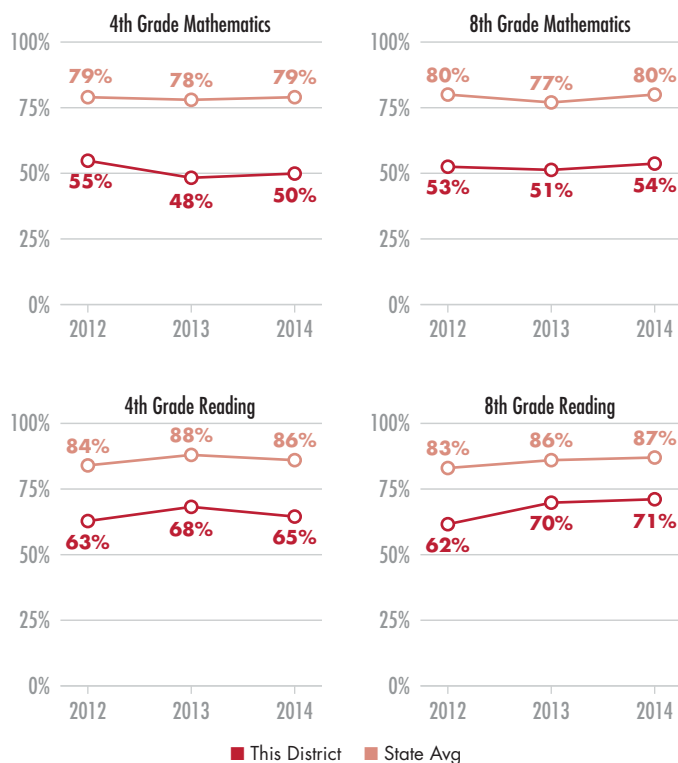 4th Grade Mathematics
100%
79% 78% 79%
75%
50%
55% 48% 50%
25%
0%
2012 2013 2014
8th Grade Mathematics
100%
80% 77% 80%
75%
50%
53% 51% 54%
25%
0%
2012 2013 2014
4th Grade Reading
100%
84% 88% 86%
75%
63% 68% 65%
50%
25%
0%
2012 2013 2014
8th Grade Reading
100%
83% 86% 87%
75%
62% 70% 71%
50%
25%
0%
2012 2013 2014
This District State Avg